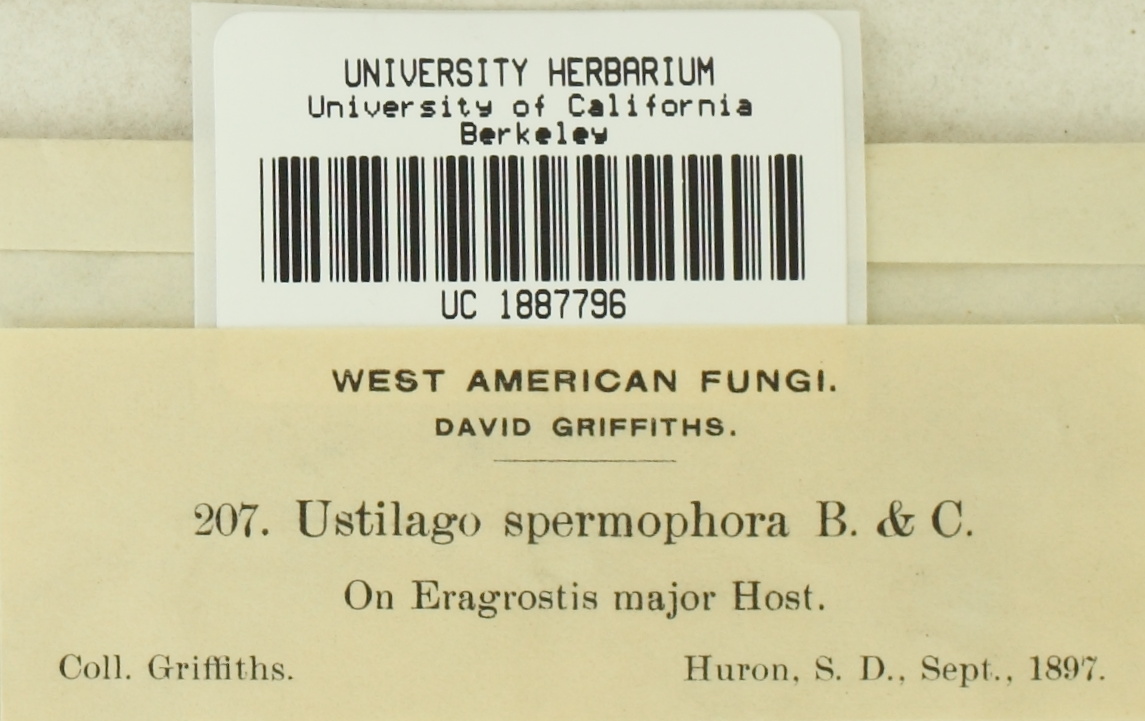 UNIVERSITY HERBARIUM
University of California
Berkeley
UC 1887796
WEST AMERICAN FUNGI.
DAVID GRIFFITHS.
207. Ustilago spermophora B. & C.
On Eragrostis major Host.
Coll. Griffiths. Huron, S. D., Sept., 1897.